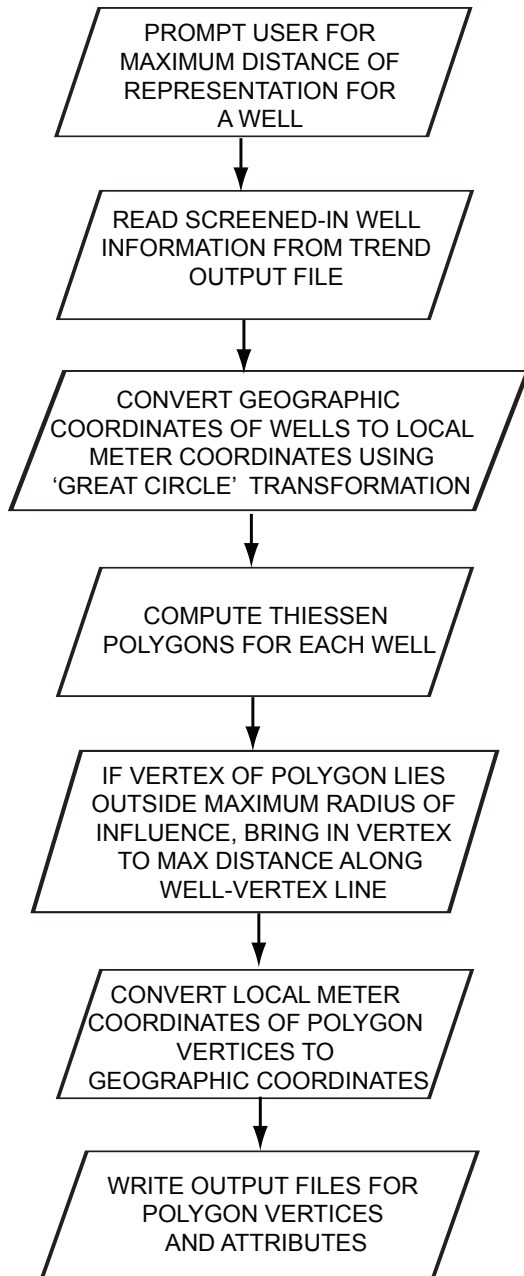 PROMPT USER FOR
MAXIMUM DISTANCE OF
REPRESENTATION FOR
A WELL
READ SCREENED-IN WELL
INFORMATION FROM TREND
OUTPUT FILE
CONVERT GEOGRAPHIC
COORDINATES OF WELLS TO LOCAL
METER COORDINATES USING
‘GREAT CIRCLE’ TRANSFORMATION
COMPUTE THIESSEN
POLYGONS FOR EACH WELL
IF VERTEX OF POLYGON LIES
OUTSIDE MAXIMUM RADIUS OF
INFLUENCE, BRING IN VERTEX
TO MAX DISTANCE ALONG
WELL-VERTEX LINE
CONVERT LOCAL METER
COORDINATES OF POLYGON
VERTICES TO
GEOGRAPHIC COORDINATES
WRITE OUTPUT FILES FOR
POLYGON VERTICES
AND ATTRIBUTES